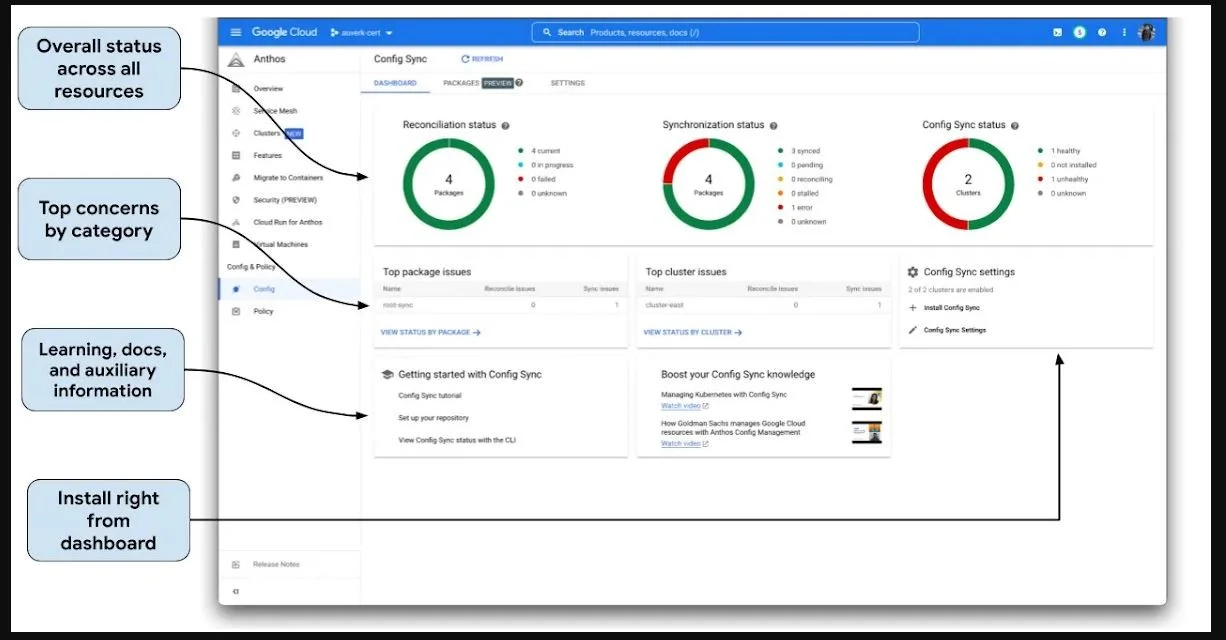 Overall status
across all
resources
Top concerns
by category
Learning, docs,
and auxiliary
information
Install right
from
dashboard
Google Cloud
auverk-cert
Search Products, resources, docs (/)
Anthos
Overview
Service Mesh
Clusters NEW
Features
Migrate to Containers
Security (PREVIEW)
Cloud Run for Anthos
Virtual Machines
Config & Policy
Config
Policy
Release Notes
Config Sync REFRESH
DASHBOARD PACKAGES PREVIEW SETTINGS
Reconciliation status
4
Packages
4 current
0 in progress
0 failed
0 unknown
Synchronization status
4
Packages
3 synced
0 pending
0 reconciling
0 stalled
1 error
0 unknown
Config Sync status
2
Clusters
1 healthy
0 not installed
1 unhealthy
0 unknown
Top package issues
Name Reconcile issues Sync issues
root-sync 0 1
VIEW STATUS BY PACKAGE
Top cluster issues
Name Reconcile issues Sync issues
cluster-east 0 1
VIEW STATUS BY CLUSTER
Config Sync settings
2 of 2 clusters are enabled
Install Config Sync
Config Sync Settings
Getting started with Config Sync
Config Sync tutorial
Set up your repository
View Config Sync status with the CLI
Boost your Config Sync knowledge
Managing Kubernetes with Config Sync
Watch video
How Goldman Sachs manages Google Cloud
resources with Anthos Config Management
Watch video